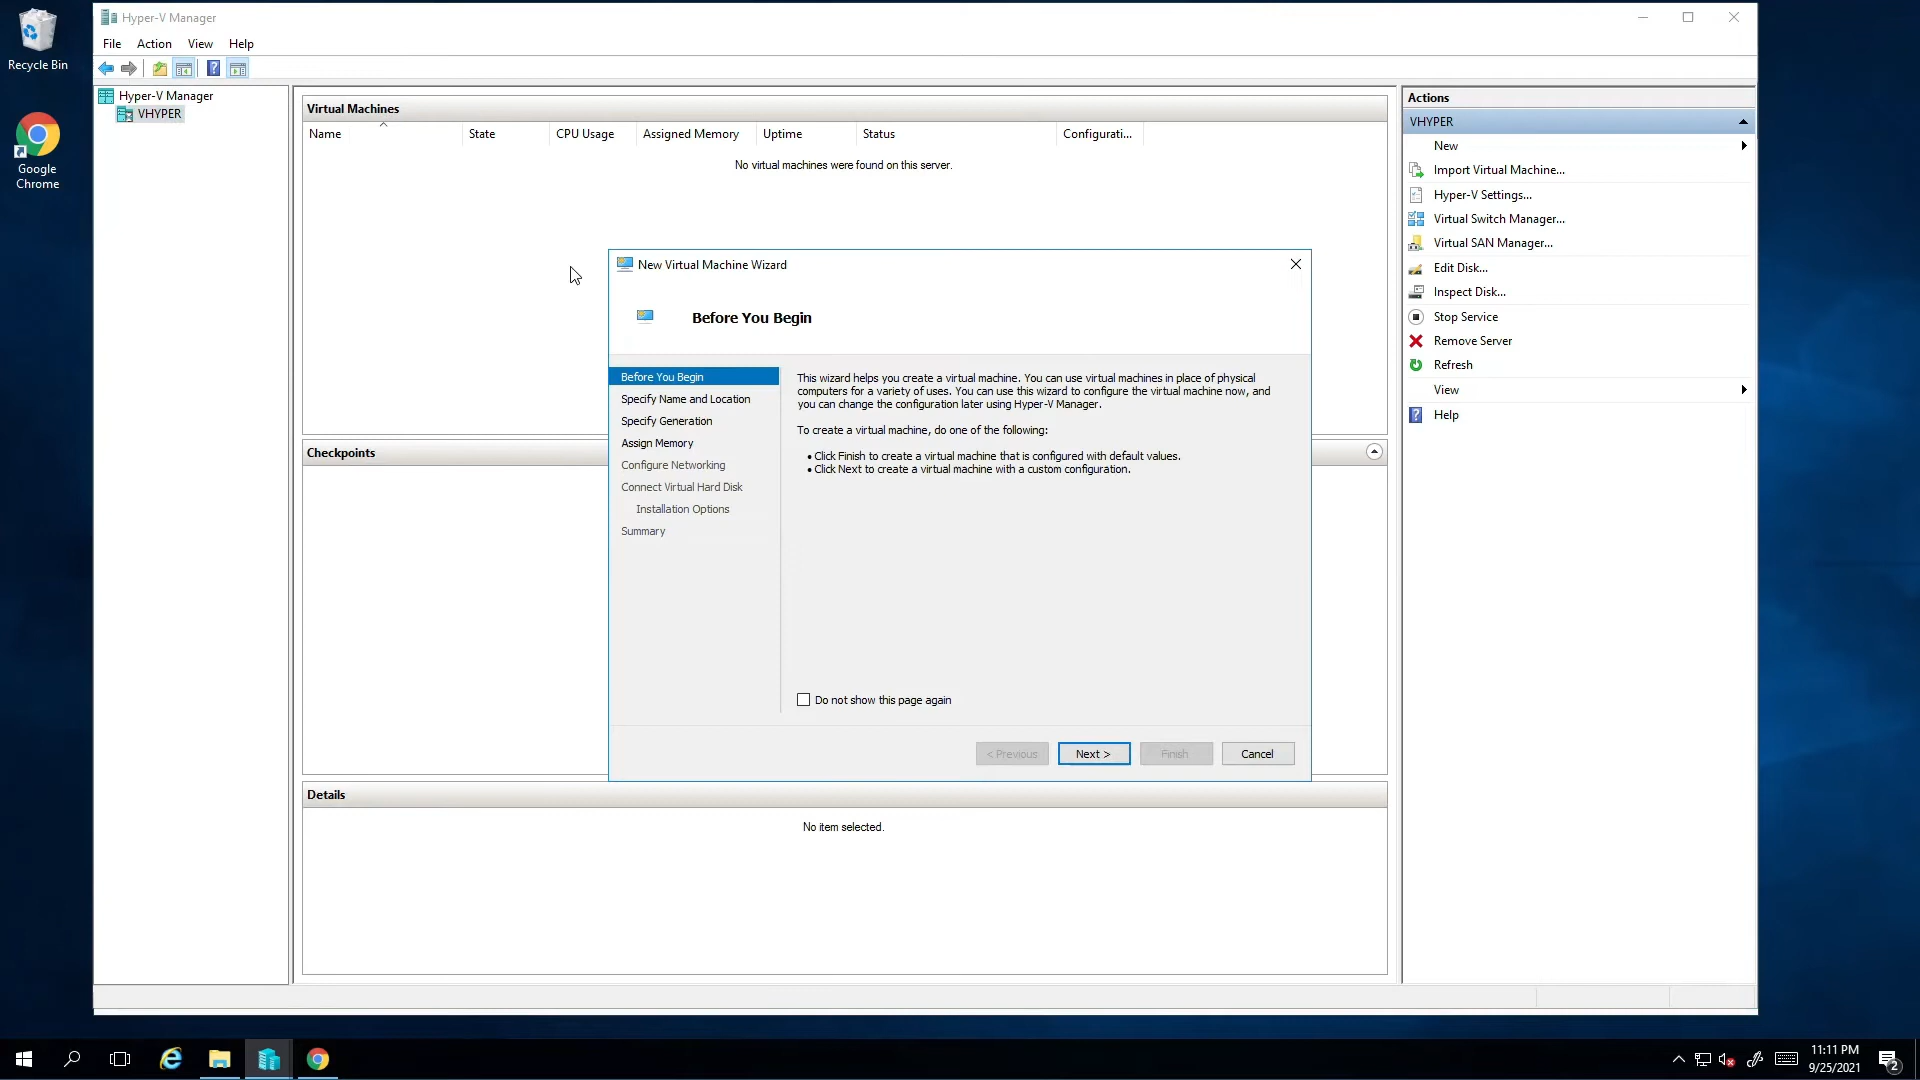 Recycle Bin
Google
Chrome
Hyper-V Manager
File Action View Help
Hyper-V Manager
VHYPER
Virtual Machines
Name State CPU Usage Assigned Memory Uptime Status Configurati...
No virtual machines were found on this server.
New Virtual Machine Wizard
Before You Begin
Before You Begin
Specify Name and Location
Specify Generation
Assign Memory
Configure Networking
Connect Virtual Hard Disk
Installation Options
Summary
This wizard helps you create a virtual machine. You can use virtual machines in place of physical
computers for a variety of uses. You can use this wizard to configure the virtual machine now, and
you can change the configuration later using Hyper-V Manager.
To create a virtual machine, do one of the following:
• Click Finish to create a virtual machine that is configured with default values.
• Click Next to create a virtual machine with a custom configuration.
Do not show this page again
< Previous Next > Finish Cancel
Checkpoints
Details
No item selected.
Actions
VHYPER
New
Import Virtual Machine...
Hyper-V Settings...
Virtual Switch Manager...
Virtual SAN Manager...
Edit Disk...
Inspect Disk...
Stop Service
Remove Server
Refresh
View
Help
11:11 PM
9/25/2021
2